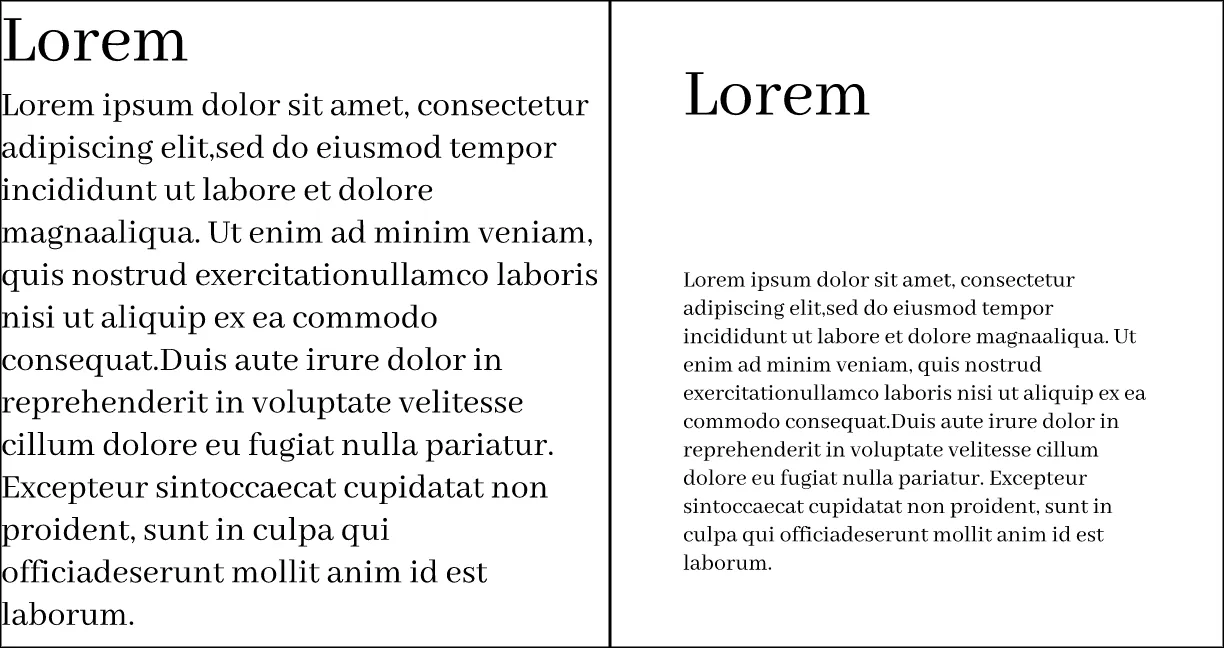 Lorem
Lorem ipsum dolor sit amet, consectetur
adipiscing elit,sed do eiusmod tempor
incididunt ut labore et dolore
magnaaliqua. Ut enim ad minim veniam,
quis nostrud exercitationullamco laboris
nisi ut aliquip ex ea commodo
consequat.Duis aute irure dolor in
reprehenderit in voluptate velitesse
cillum dolore eu fugiat nulla pariatur.
Excepteur sintoccaecat cupidatat non
proident, sunt in culpa qui
officiadeserunt mollit anim id est
laborum.
Lorem
Lorem ipsum dolor sit amet, consectetur
adipiscing elit,sed do eiusmod tempor
incididunt ut labore et dolore magnaaliqua. Ut
enim ad minim veniam, quis nostrud
exercitationullamco laboris nisi ut aliquip ex ea
commodo consequat.Duis aute irure dolor in
reprehenderit in voluptate velitesse cillum
dolore eu fugiat nulla pariatur. Excepteur
sintoccaecat cupidatat non proident, sunt in
culpa qui officiadeserunt mollit anim id est
laborum.